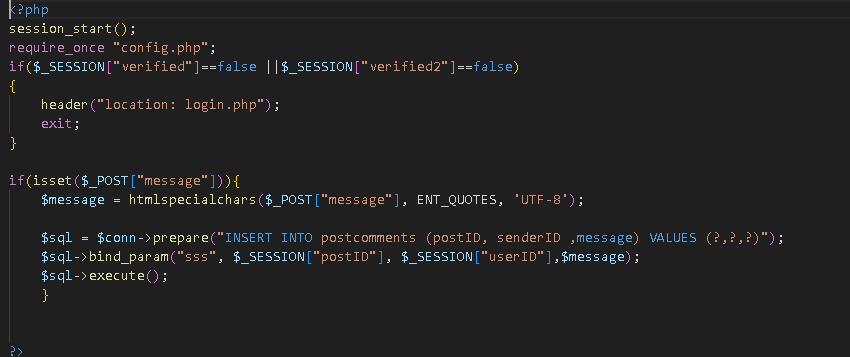 <?php
session_start();
require_once "config.php";
if($_SESSION["verified"]==false ||$_SESSION["verified2"]==false)
{
    header("location: login.php");
    exit;
}

if(isset($_POST["message"])){
    $message = htmlspecialchars($_POST["message"], ENT_QUOTES, 'UTF-8');

    $sql = $conn->prepare("INSERT INTO postcomments (postID, senderID ,message) VALUES (?,?,?)");
    $sql->bind_param("sss", $_SESSION["postID"], $_SESSION["userID"],$message);
    $sql->execute();
    }


?>